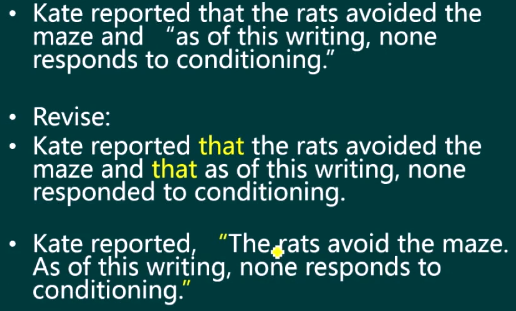 • Kate reported that the rats avoided the
maze and “as of this writing, none
responds to conditioning.”
• Revise:
• Kate reported that the rats avoided the
maze and that as of this writing, none
responded to conditioning.
• Kate reported, “The rats avoid the maze.
As of this writing, none responds to
conditioning.”